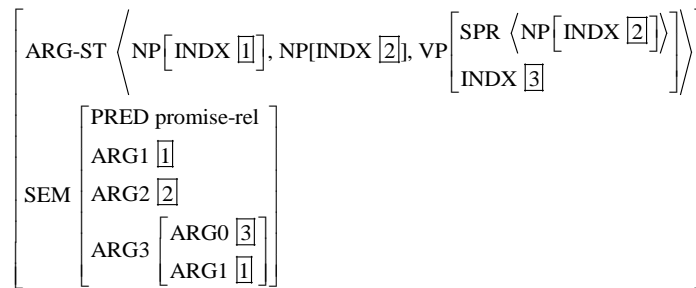 SPR ⟨NP[INDX 2]⟩
ARG-ST ⟨NP[INDX 1], NP[INDX 2], VP
INDX 3
PRED promise-rel
ARG1 1
SEM ARG2 2
ARG3 ARG0 3
ARG1 1